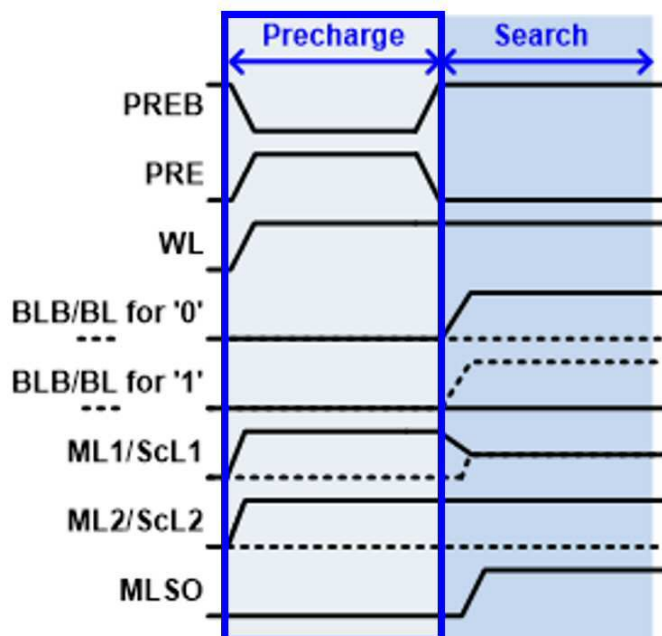 Precharge Search
PREB
PRE
WL
BLB/BL for '0'
BLB/BL for '1'
ML1/ScL1
ML2/ScL2
MLSO